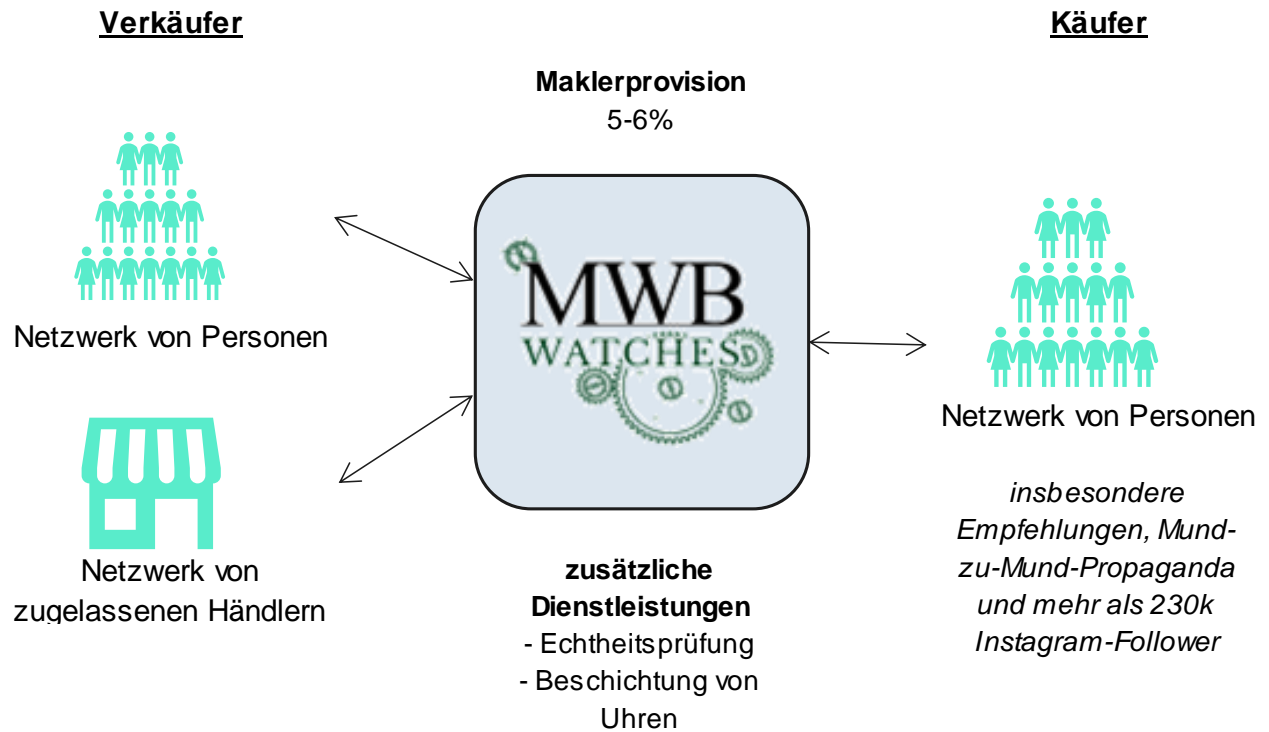 Verkäufer
Käufer
Maklerprovision
5-6%
MWB
WATCHES
Netzwerk von Personen
Netzwerk von
zugelassenen Händlern
zusätzliche
Dienstleistungen
- Echtheitsprüfung
- Beschichtung von
Uhren
Netzwerk von Personen
insbesondere
Empfehlungen, Mund-
zu-Mund-Propaganda
und mehr als 230k
Instagram-Follower